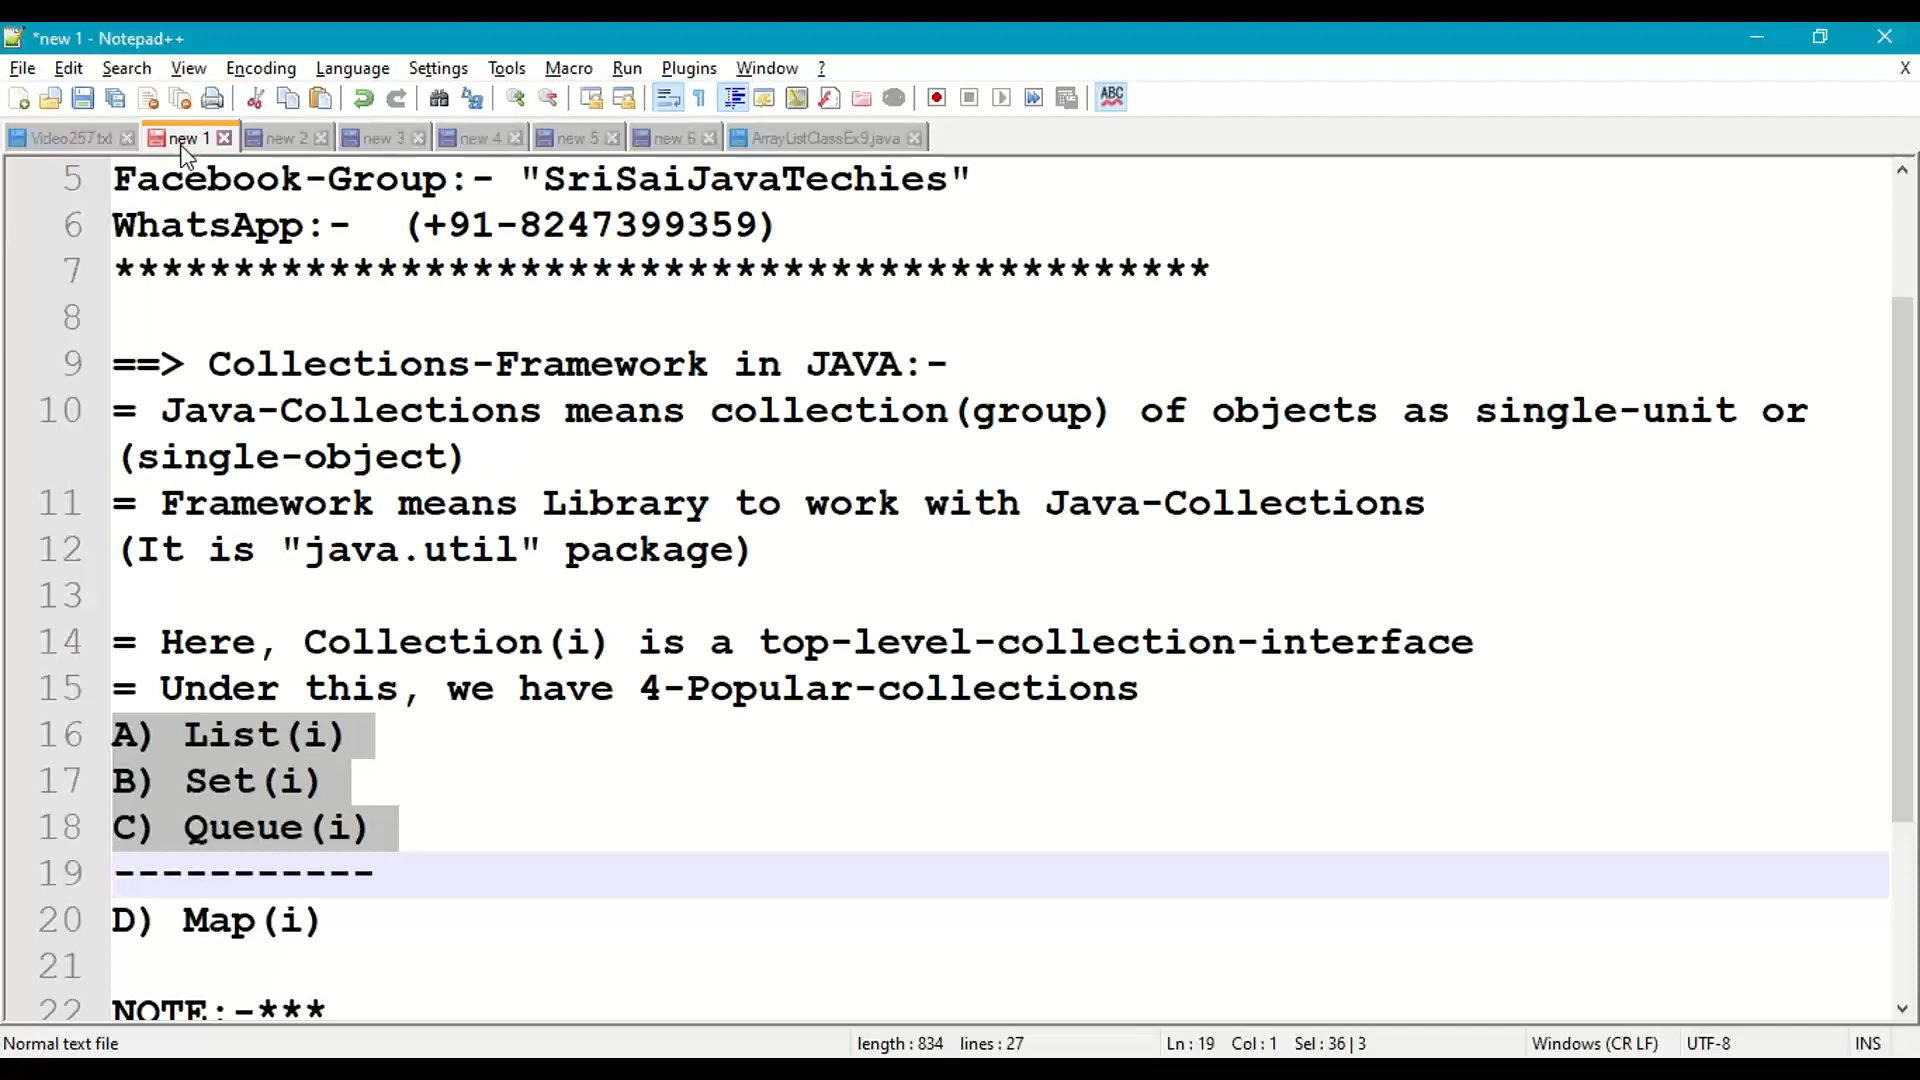 *new 1 - Notepad++
File Edit Search View Encoding Language Settings Tools Macro Run Plugins Window ? X
ABC
Video257.txt new 1 new 2 new 3 new 4 new 5 new 6 ArrayListClassEx9.java
5 Facebook-Group:- "SriSaiJavaTechies"
6 WhatsApp:- (+91-8247399359)
7 **********************************************
8
9 ==> Collections-Framework in JAVA:-
10 = Java-Collections means collection(group) of objects as single-unit or
(single-object)
11 = Framework means Library to work with Java-Collections
12 (It is "java.util" package)
13
14 = Here, Collection(i) is a top-level-collection-interface
15 = Under this, we have 4-Popular-collections
16 A) List(i)
17 B) Set(i)
18 C) Queue(i)
19 -----------
20 D) Map(i)
21
22 NOTE:-***
Normal text file length : 834 lines : 27 Ln : 19 Col : 1 Sel : 36 | 3 Windows (CR LF) UTF-8 INS